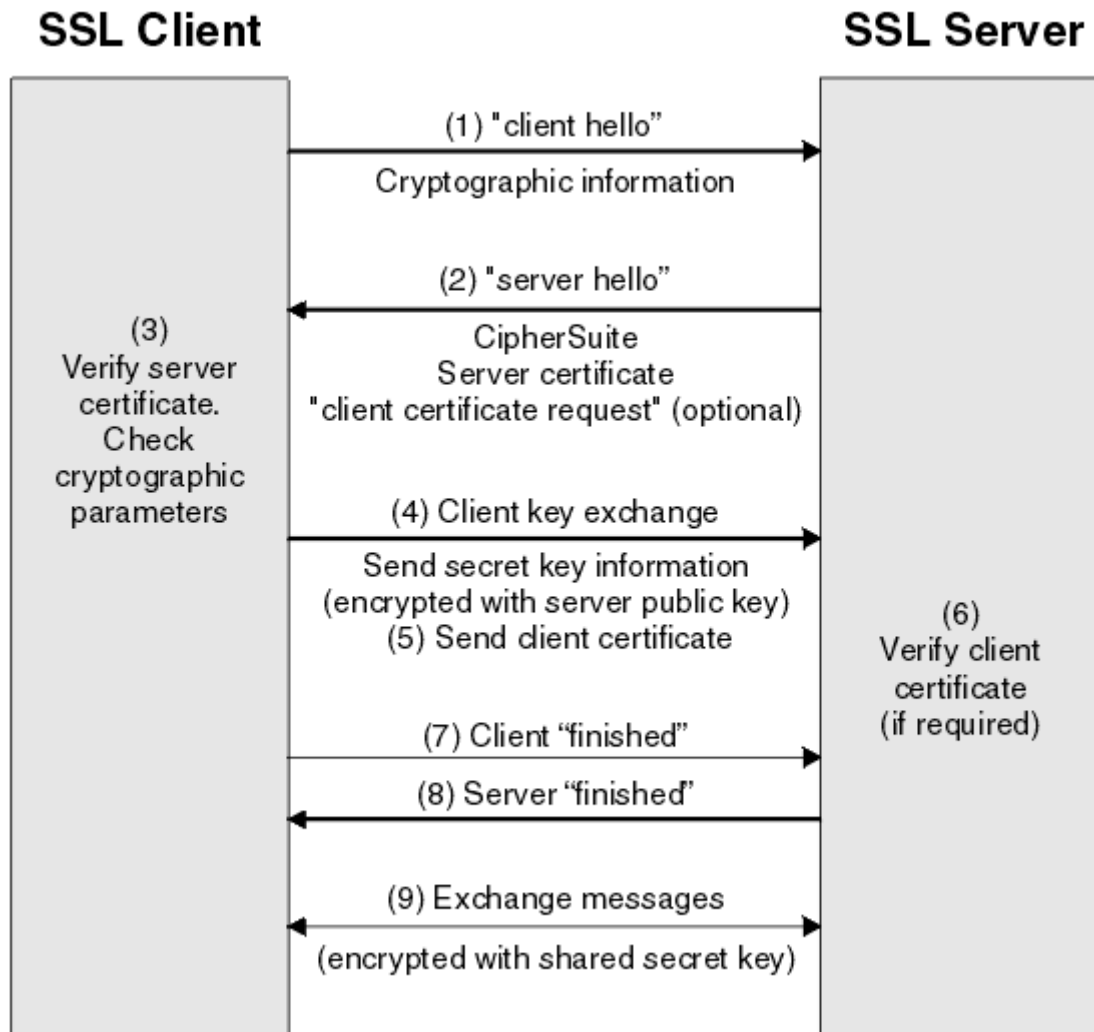 SSL Client
SSL Server
(1) "client hello”
Cryptographic information
(2) "server hello”
CipherSuite
Server certificate
"client certificate request" (optional)
(3)
Verify server
certificate.
Check
cryptographic
parameters
(4) Client key exchange
Send secret key information
(encrypted with server public key)
(5) Send client certificate
(6)
Verify client
certificate
(if required)
(7) Client “finished”
(8) Server “finished”
(9) Exchange messages
(encrypted with shared secret key)